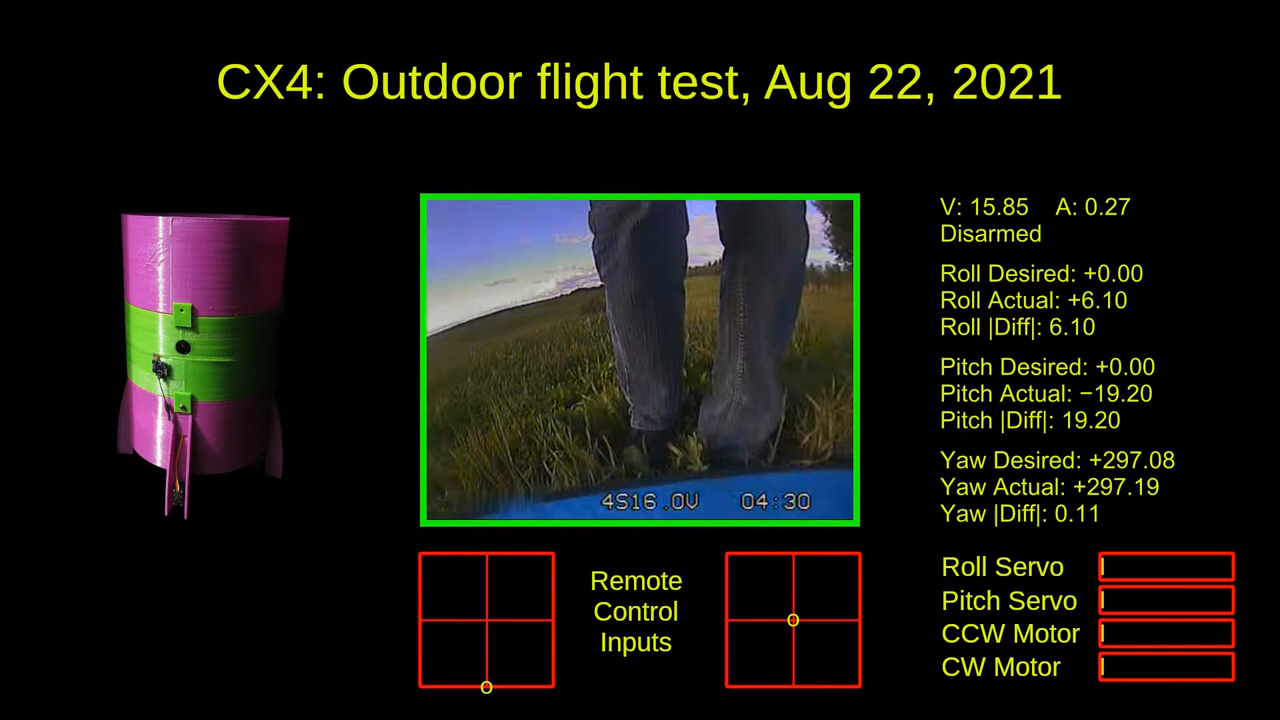 CX4: Outdoor flight test, Aug 22, 2021
V: 15.85 A: 0.27
Disarmed
Roll Desired: +0.00
Roll Actual: +6.10
Roll |Diff|: 6.10
Pitch Desired: +0.00
Pitch Actual: −19.20
Pitch |Diff|: 19.20
Yaw Desired: +297.08
Yaw Actual: +297.19
Yaw |Diff|: 0.11
4S16.0V 04:30
Remote
Control
Inputs
Roll Servo
Pitch Servo
CCW Motor
CW Motor